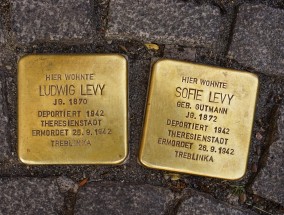 HIER WOHNTE
LUDWIG LEVY
JG. 1870
DEPORTIERT 1942
THERESIENSTADT
ERMORDET 26.9.1942
TREBLINKA
HIER WOHNTE
SOFIE LEVY
GEB. GUTMANN
JG. 1872
DEPORTIERT 1942
THERESIENSTADT
ERMORDET 26.9.1942
TREBLINKA